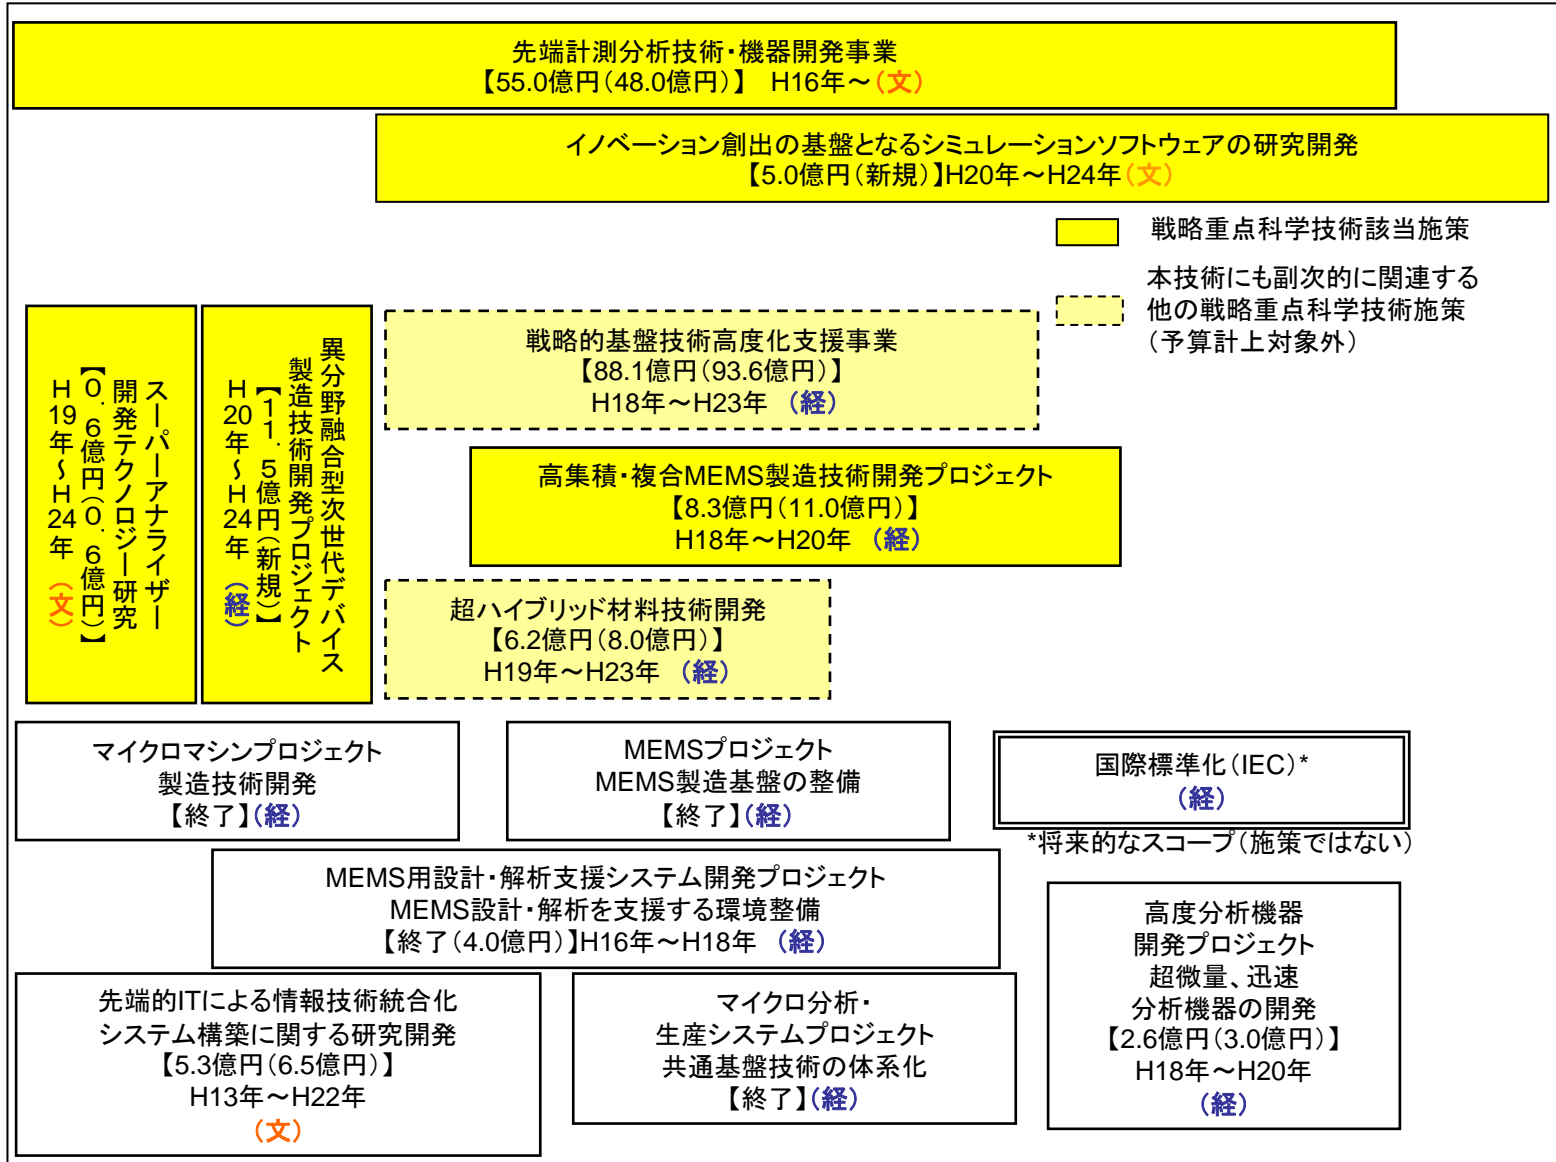 先端計測分析技術・機器開発事業
【55.0億円(48.0億円)】 H16年～(文)
イノベーション創出の基盤となるシミュレーションソフトウェアの研究開発
【5.0億円(新規)】H20年～H24年(文)
戦略重点科学技術該当施策
本技術にも副次的に関連する
他の戦略重点科学技術施策
(予算計上対象外)
スーパーアナライザー
開発テクノロジー研究
【0.6億円(0.6億円)】
H19年～H24年 (文)
異分野融合型次世代デバイス
製造技術開発プロジェクト
【11.5億円(新規)】
H20年～H24年 (経)
戦略的基盤技術高度化支援事業
【88.1億円(93.6億円)】
H18年～H23年 (経)
高集積・複合MEMS製造技術開発プロジェクト
【8.3億円(11.0億円)】
H18年～H20年 (経)
超ハイブリッド材料技術開発
【6.2億円(8.0億円)】
H19年～H23年 (経)
マイクロマシンプロジェクト
製造技術開発
【終了】(経)
MEMSプロジェクト
MEMS製造基盤の整備
【終了】(経)
国際標準化(IEC)*
(経)
*将来的なスコープ(施策ではない)
MEMS用設計・解析支援システム開発プロジェクト
MEMS設計・解析を支援する環境整備
【終了(4.0億円)】H16年～H18年 (経)
高度分析機器
開発プロジェクト
超微量、迅速
分析機器の開発
【2.6億円(3.0億円)】
H18年～H20年
(経)
先端的ITによる情報技術統合化
システム構築に関する研究開発
【5.3億円(6.5億円)】
H13年～H22年
(文)
マイクロ分析・
生産システムプロジェクト
共通基盤技術の体系化
【終了】(経)